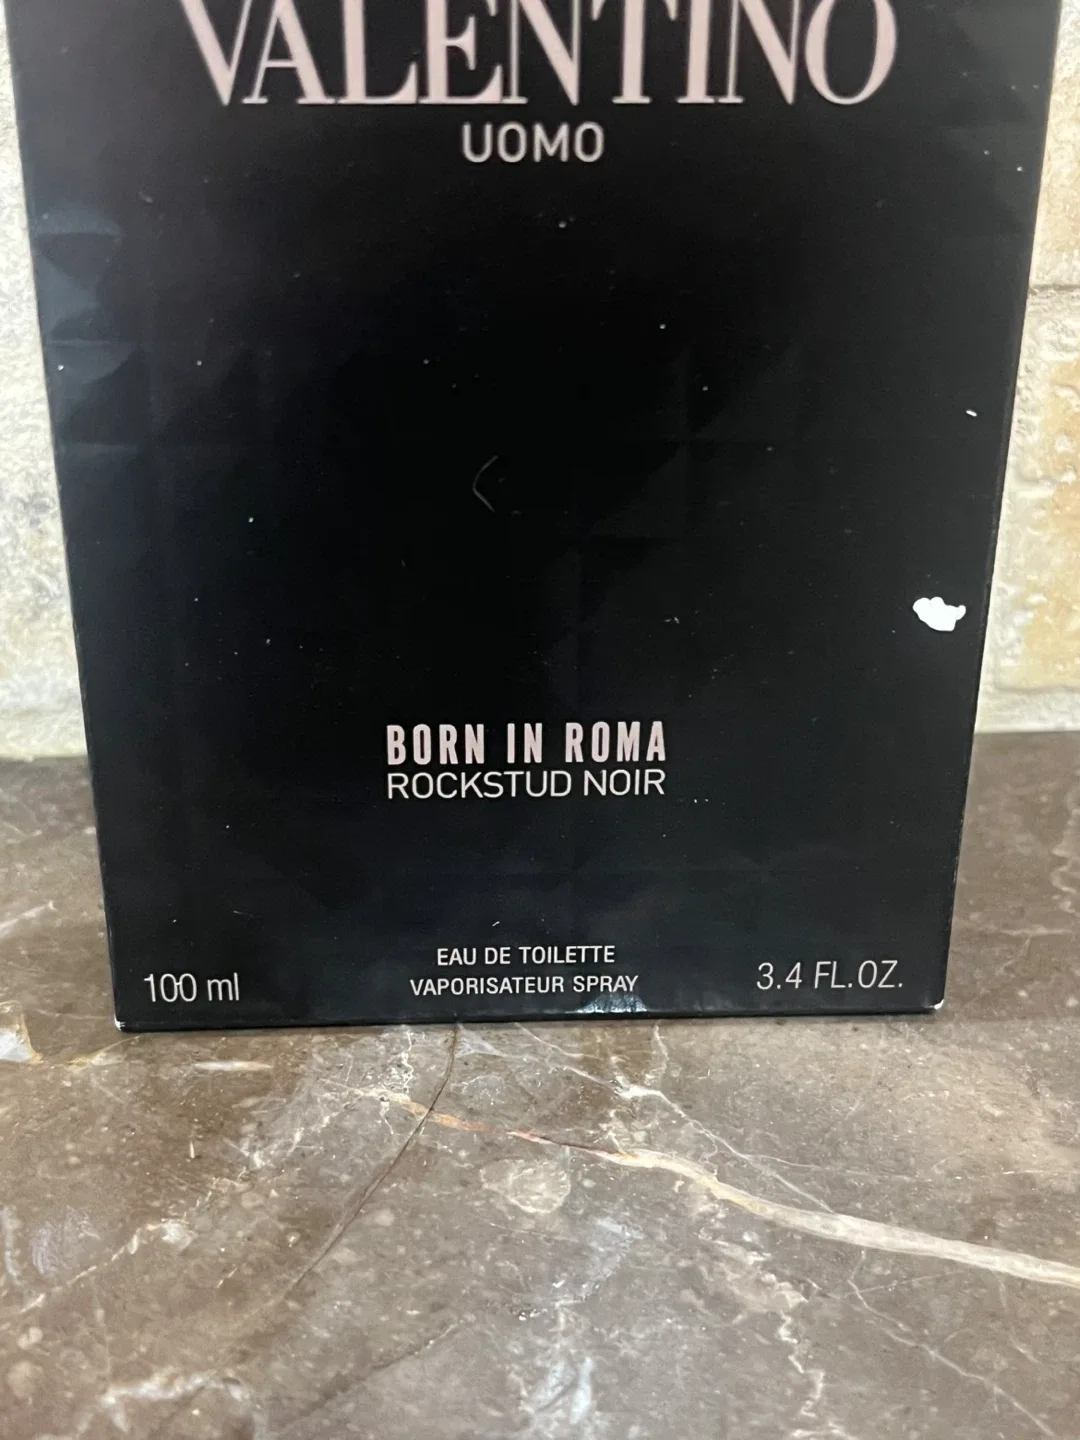 VALENTINO
UOMO
BORN IN ROMA
ROCKSTUD NOIR
EAU DE TOILETTE
100 ml VAPORISATEUR SPRAY 3.4 FL.OZ.